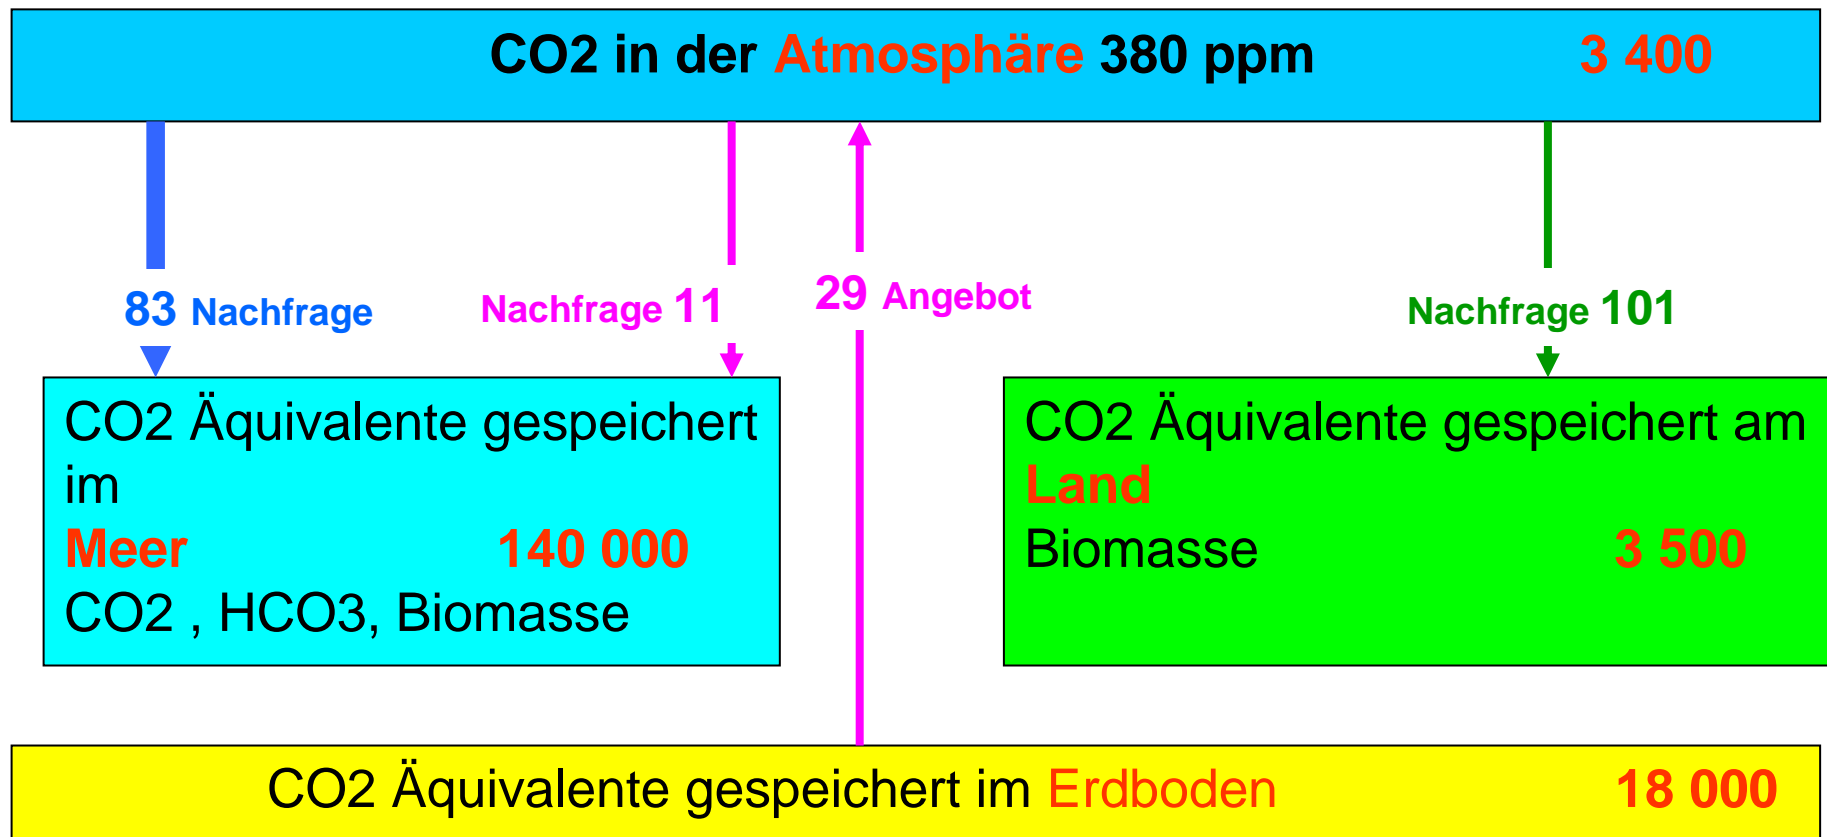 CO2 in der Atmosphäre 380 ppm 3 400
83 Nachfrage
Nachfrage 11
29 Angebot
Nachfrage 101
CO2 Äquivalente gespeichert
im
Meer 140 000
CO2 , HCO3, Biomasse
CO2 Äquivalente gespeichert am
Land
Biomasse 3 500
CO2 Äquivalente gespeichert im Erdboden 18 000